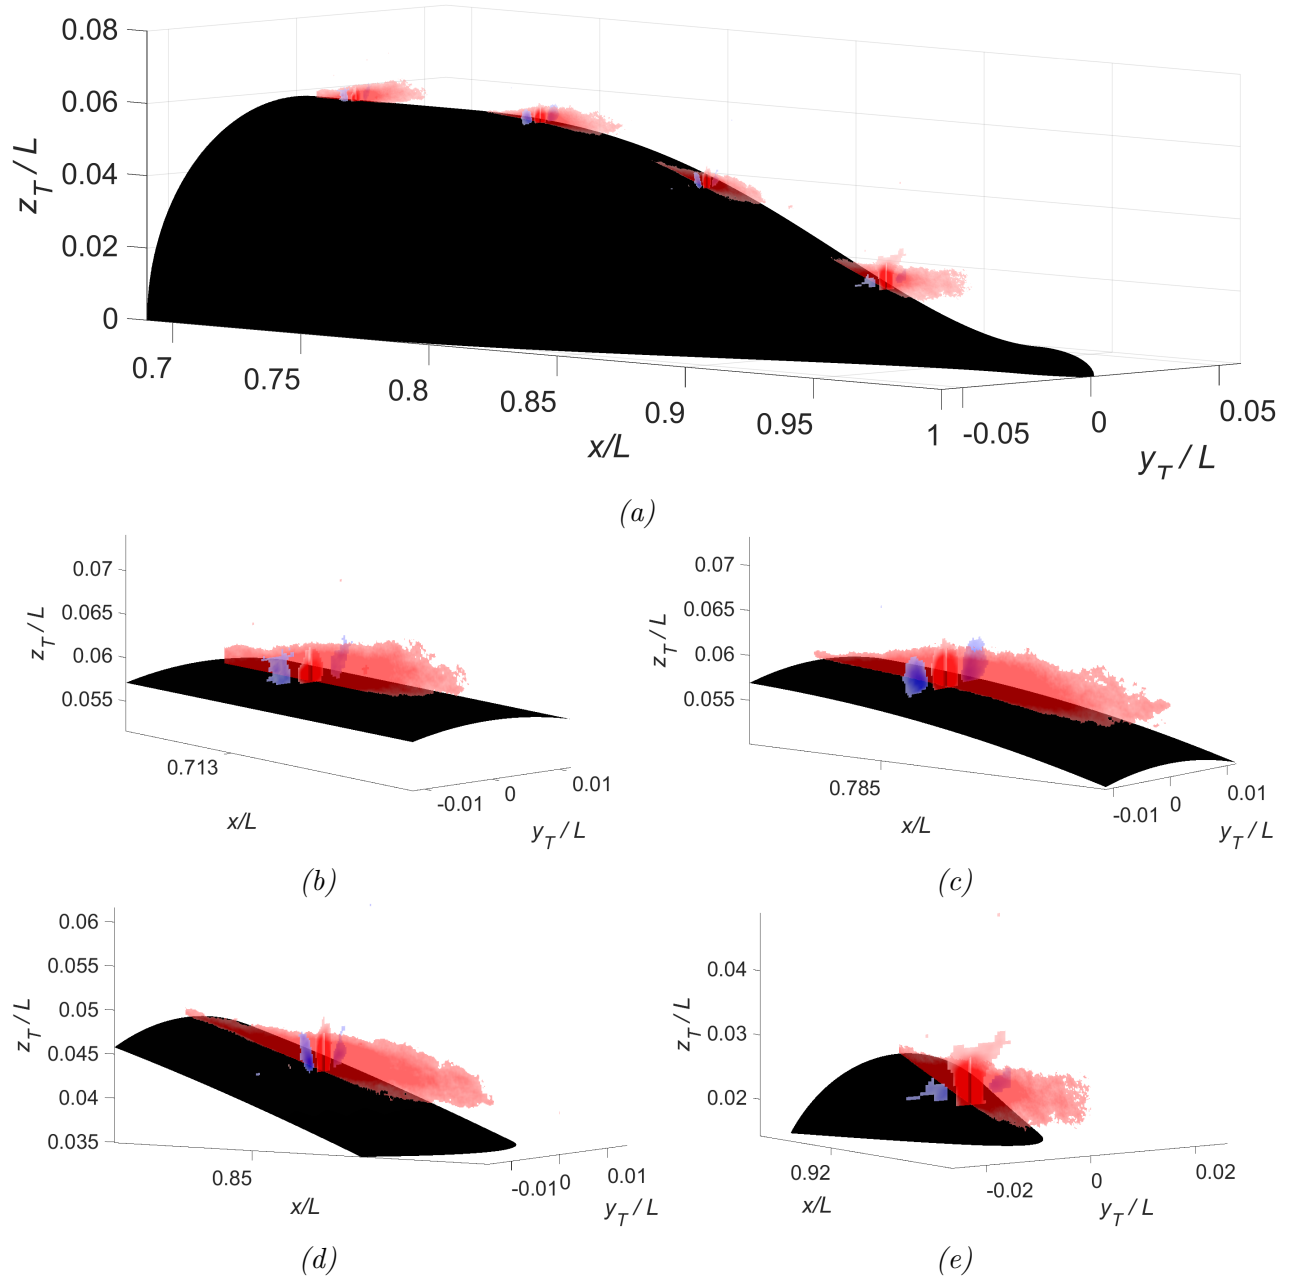 0.08
0.06
0.04
0.02
0
z_T / L
0.7
0.75
0.8
0.85
0.9
0.95
1
-0.05
0
0.05
x/L
y_T / L
(a)
0.07
0.065
0.06
0.055
z_T / L
0.713
-0.01
0
0.01
x/L
y_T / L
(b)
0.07
0.065
0.06
0.055
z_T / L
0.785
-0.01
0
0.01
x/L
y_T / L
(c)
0.06
0.055
0.05
0.045
0.04
0.035
z_T / L
0.85
-0.01
0
0.01
x/L
y_T / L
(d)
0.04
0.03
0.02
z_T / L
0.92
-0.02
0
0.02
x/L
y_T / L
(e)